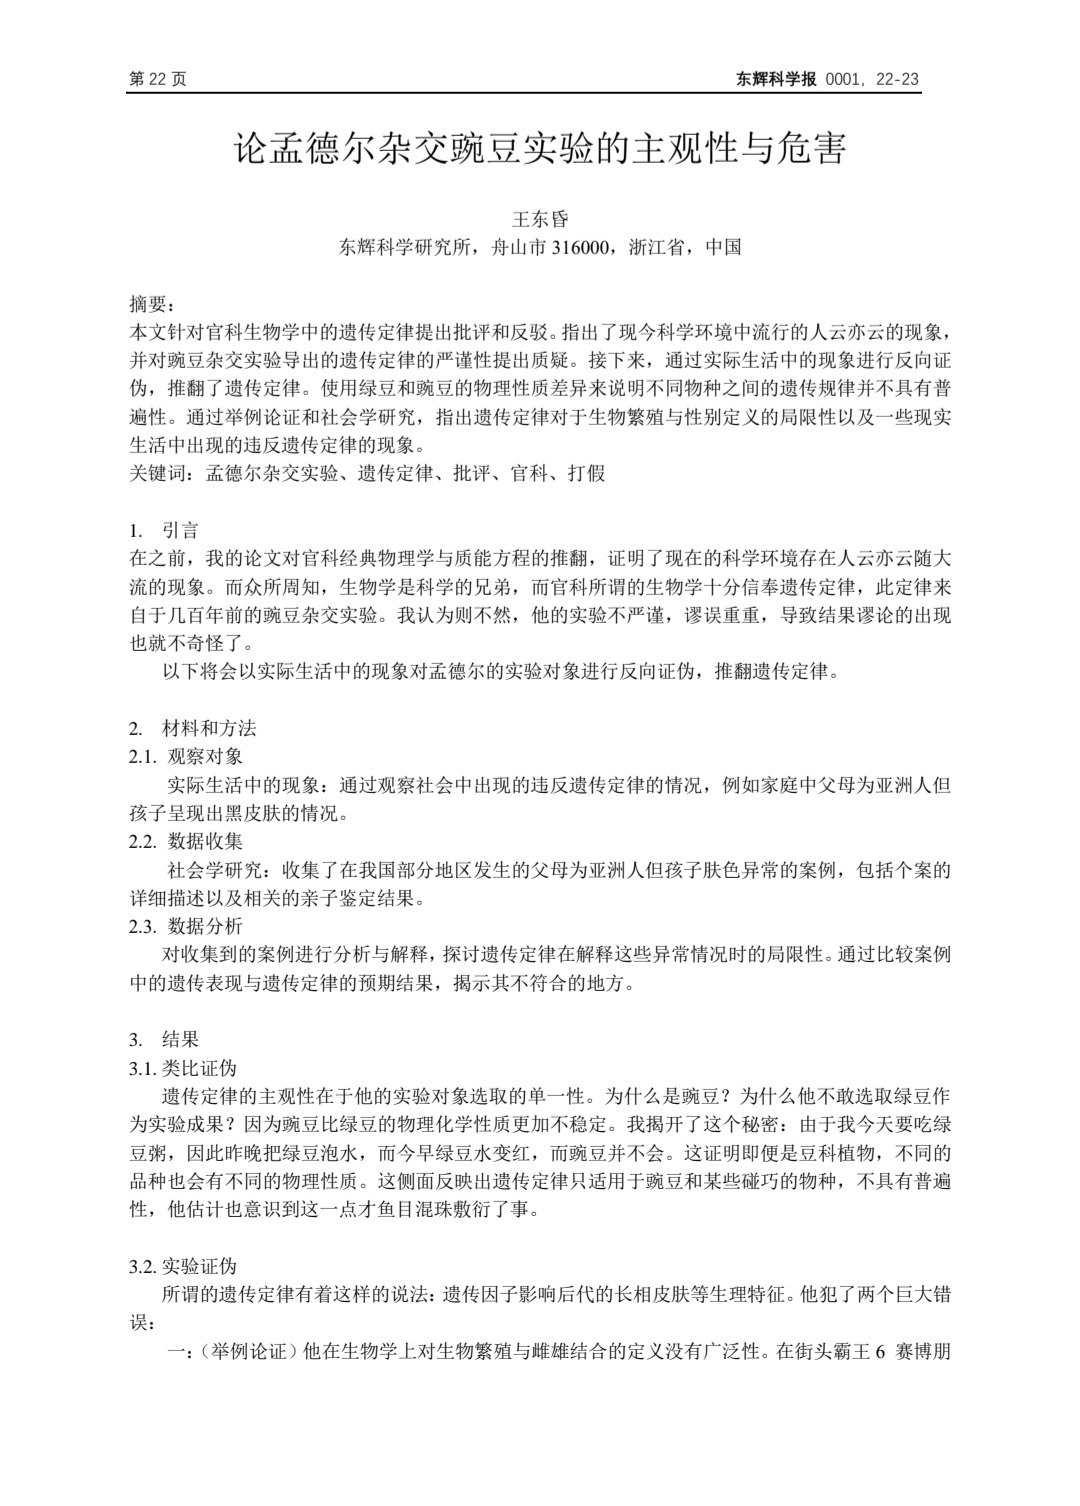 第 22 页
东辉科学报 0001，22-23
论孟德尔杂交豌豆实验的主观性与危害
王东昏
东辉科学研究所，舟山市 316000，浙江省，中国
摘要：
本文针对官科生物学中的遗传定律提出批评和反驳。指出了现今科学环境中流行的人云亦云的现象，
并对豌豆杂交实验导出的遗传定律的严谨性提出质疑。接下来，通过实际生活中的现象进行反向证
伪，推翻了遗传定律。使用绿豆和豌豆的物理性质差异来说明不同物种之间的遗传规律并不具有普
遍性。通过举例论证和社会学研究，指出遗传定律对于生物繁殖与性别定义的局限性以及一些现实
生活中出现的违反遗传定律的现象。
关键词：孟德尔杂交实验、遗传定律、批评、官科、打假
1. 引言
在之前，我的论文对官科经典物理学与质能方程的推翻，证明了现在的科学环境存在人云亦云随大
流的现象。而众所周知，生物学是科学的兄弟，而官科所谓的生物学十分信奉遗传定律，此定律来
自于几百年前的豌豆杂交实验。我认为则不然，他的实验不严谨，谬误重重，导致结果谬论的出现
也就不奇怪了。
以下将会以实际生活中的现象对孟德尔的实验对象进行反向证伪，推翻遗传定律。
2. 材料和方法
2.1. 观察对象
实际生活中的现象：通过观察社会中出现的违反遗传定律的情况，例如家庭中父母为亚洲人但
孩子呈现出黑皮肤的情况。
2.2. 数据收集
社会学研究：收集了在我国部分地区发生的父母为亚洲人但孩子肤色异常的案例，包括个案的
详细描述以及相关的亲子鉴定结果。
2.3. 数据分析
对收集到的案例进行分析与解释，探讨遗传定律在解释这些异常情况时的局限性。通过比较案例
中的遗传表现与遗传定律的预期结果，揭示其不符合的地方。
3. 结果
3.1. 类比证伪
遗传定律的主观性在于他的实验对象选取的单一性。为什么是豌豆？为什么他不敢选取绿豆作
为实验成果？因为豌豆比绿豆的物理化学性质更加不稳定。我揭开了这个秘密：由于我今天要吃绿
豆粥，因此昨晚把绿豆泡水，而今早绿豆水变红，而豌豆并不会。这证明即便是豆科植物，不同的
品种也会有不同的物理性质。这侧面反映出遗传定律只适用于豌豆和某些碰巧的物种，不具有普遍
性，他估计也意识到这一点才鱼目混珠敷衍了事。
3.2. 实验证伪
所谓的遗传定律有着这样的说法：遗传因子影响后代的长相皮肤等生理特征。他犯了两个巨大错
误：
一：（举例论证）他在生物学上对生物繁殖与雌雄结合的定义没有广泛性。在街头霸王 6 赛博朋